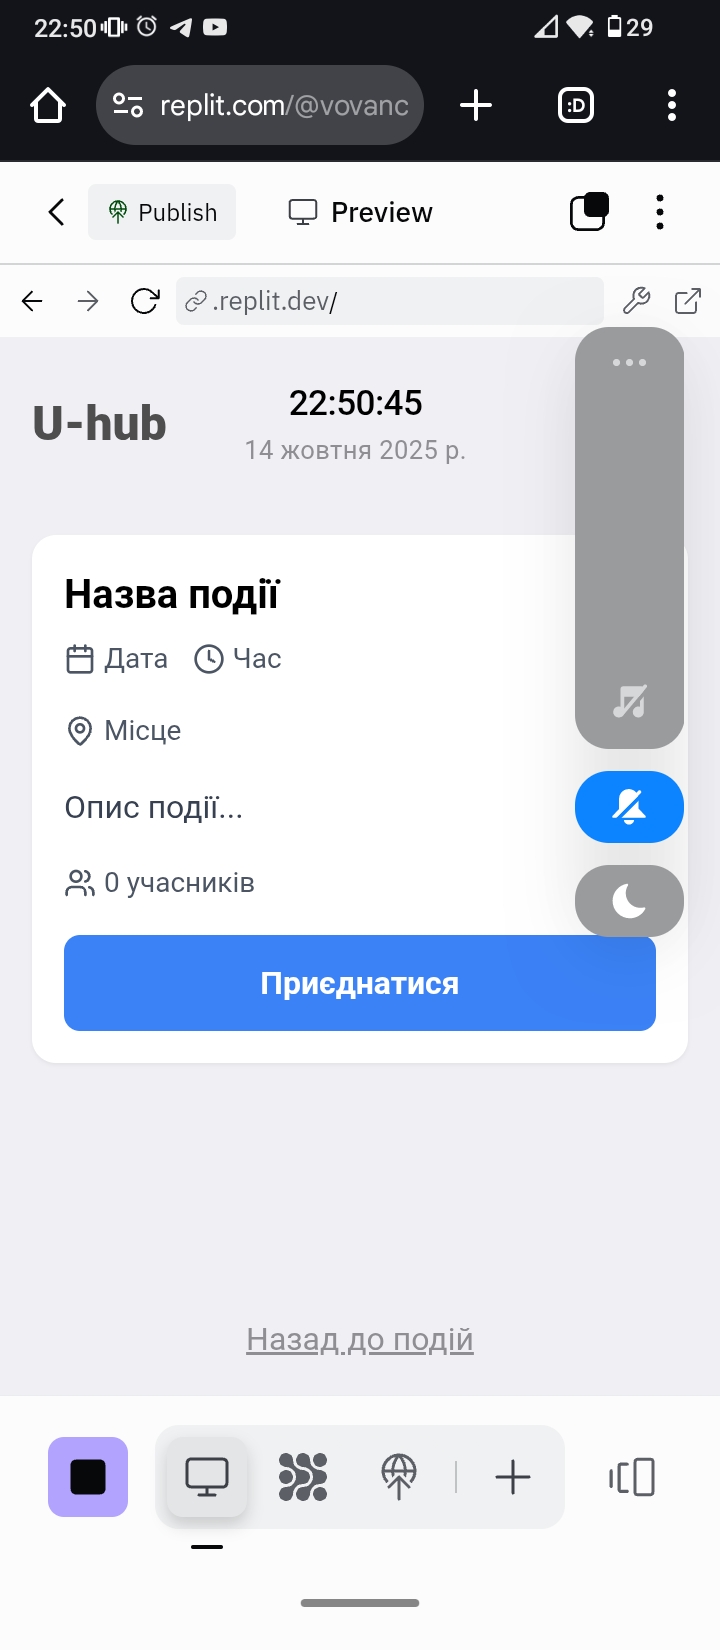 22:50
29
replit.com/@vovanc
:D
Publish
Preview
.replit.dev/
U-hub
22:50:45
14 жовтня 2025 р.
Назва події
Дата
Час
Місце
Опис події...
0 учасників
Приєднатися
Назад до подій